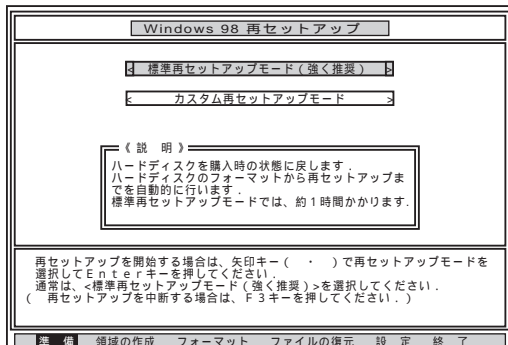 Windows 98 再セットアップ
< 標準再セットアップモード（強く推奨） >
< カスタム再セットアップモード >
《説 明》
ハードディスクを購入時の状態に戻します．
ハードディスクのフォーマットから再セットアップま
でを自動的に行います．
標準再セットアップモードでは、約１時間かかります．
再セットアップを開始する場合は、矢印キー（ ・ ）で再セットアップモードを
選択してＥｎｔｅｒキーを押してください．
通常は、<標準再セットアップモード（強く推奨）>を選択してください．
（ 再セットアップを中断する場合は、Ｆ３キーを押してください．）
準 備 領域の作成 フォーマット ファイルの復元 設 定 終 了